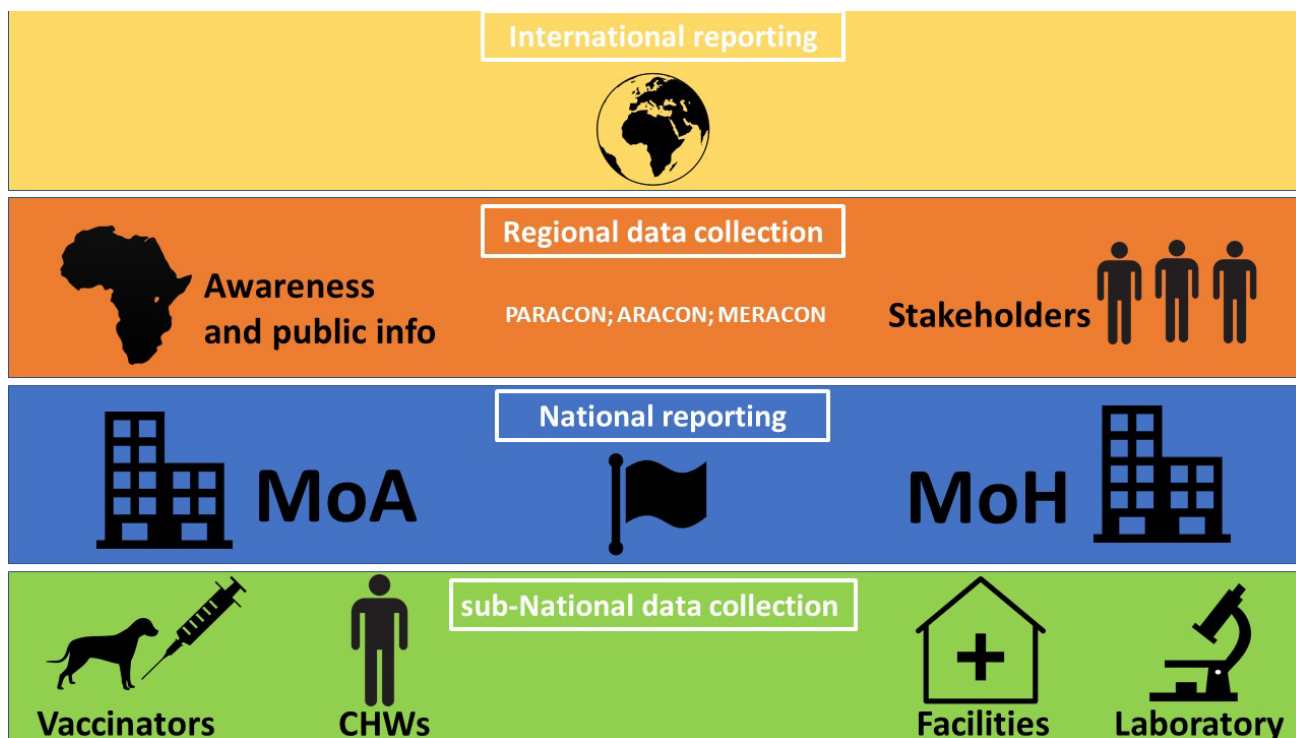 International reporting
Regional data collection
Awareness
and public info
PARACON; ARACON; MERACON
Stakeholders
National reporting
MoA
MoH
sub-National data collection
Vaccinators
CHWs
Facilities
Laboratory